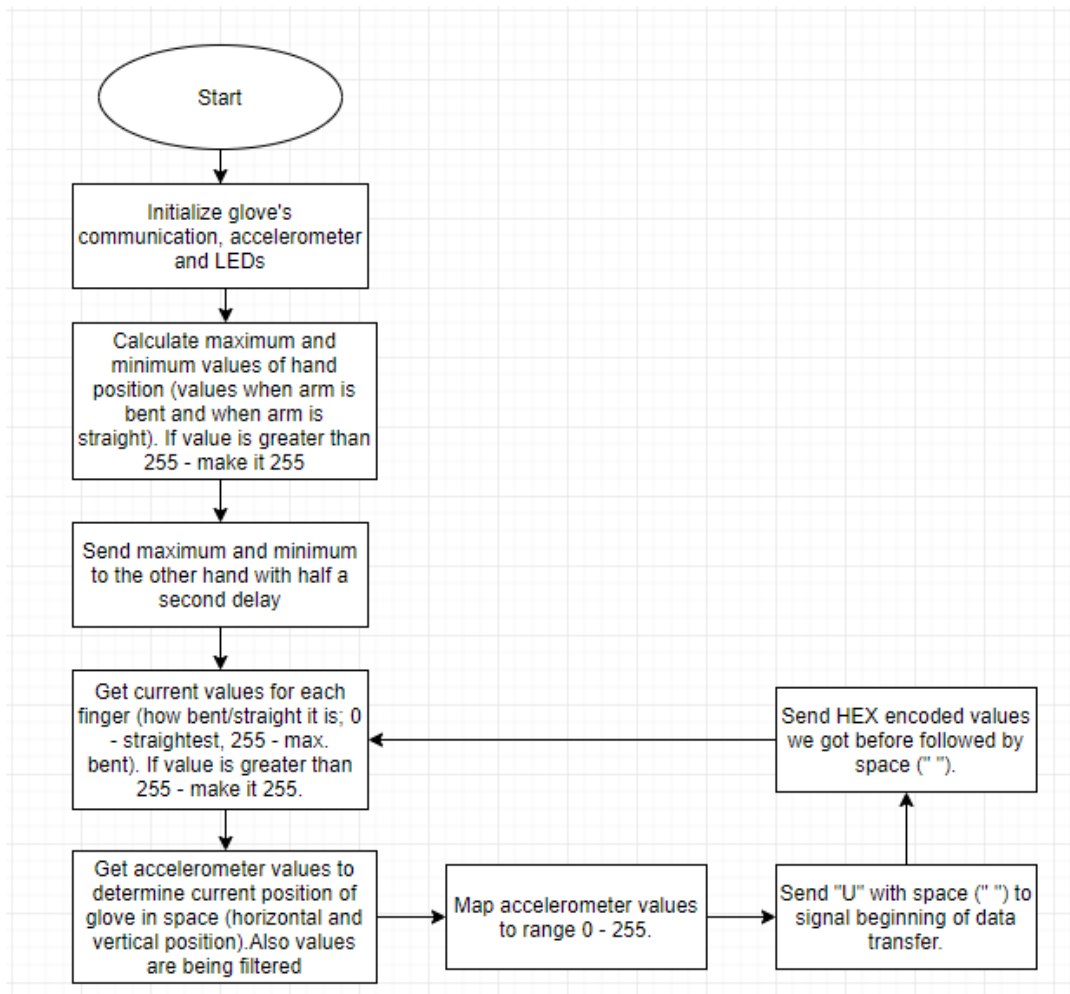 Start
Initialize glove's
communication, accelerometer
and LEDs
Calculate maximum and
minimum values of hand
position (values when arm is
bent and when arm is
straight). If value is greater than
255 - make it 255
Send maximum and minimum
to the other hand with half a
second delay
Get current values for each
finger (how bent/straight it is; 0
- straightest, 255 - max.
bent). If value is greater than
255 - make it 255.
Get accelerometer values to
determine current position of
glove in space (horizontal and
vertical position).Also values
are being filtered
Map accelerometer values
to range 0 - 255.
Send "U" with space (" ") to
signal beginning of data
transfer.
Send HEX encoded values
we got before followed by
space (" ").